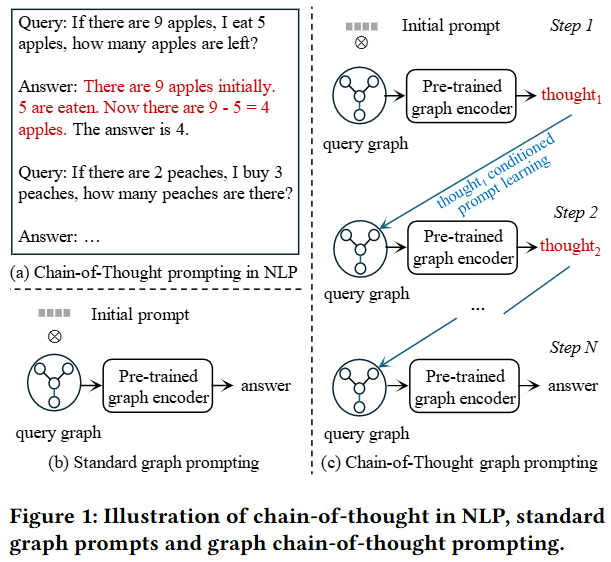 Query: If there are 9 apples, I eat 5
apples, how many apples are left?
Answer: There are 9 apples initially.
5 are eaten. Now there are 9 - 5 = 4
apples. The answer is 4.
Query: If there are 2 peaches, I buy 3
peaches, how many peaches are there?
Answer: …
(a) Chain-of-Thought prompting in NLP
Initial prompt
Pre-trained
graph encoder
answer
query graph
(b) Standard graph prompting
Initial prompt
Step 1
Pre-trained
graph encoder
thought₁
query graph
thought₁ conditioned
prompt learning
Step 2
Pre-trained
graph encoder
thought₂
query graph
...
Step N
Pre-trained
graph encoder
answer
query graph
(c) Chain-of-Thought graph prompting
Figure 1: Illustration of chain-of-thought in NLP, standard
graph prompts and graph chain-of-thought prompting.